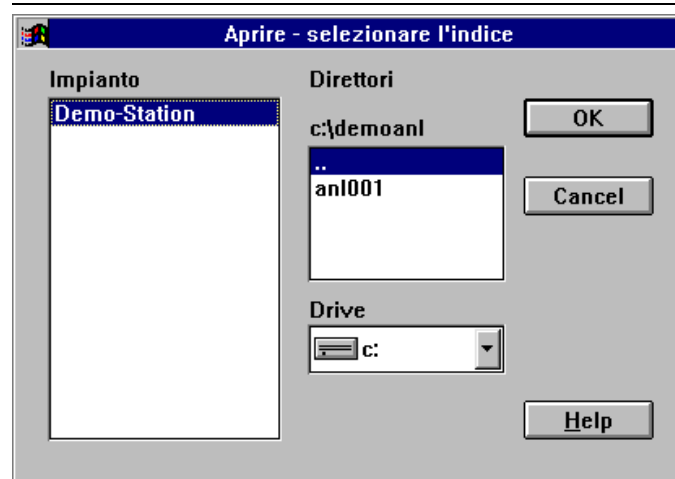 Aprire - selezionare l'indice
Impianto
Demo-Station
Direttori
c:\demoanl
..
anl001
Drive
c:
OK
Cancel
Help